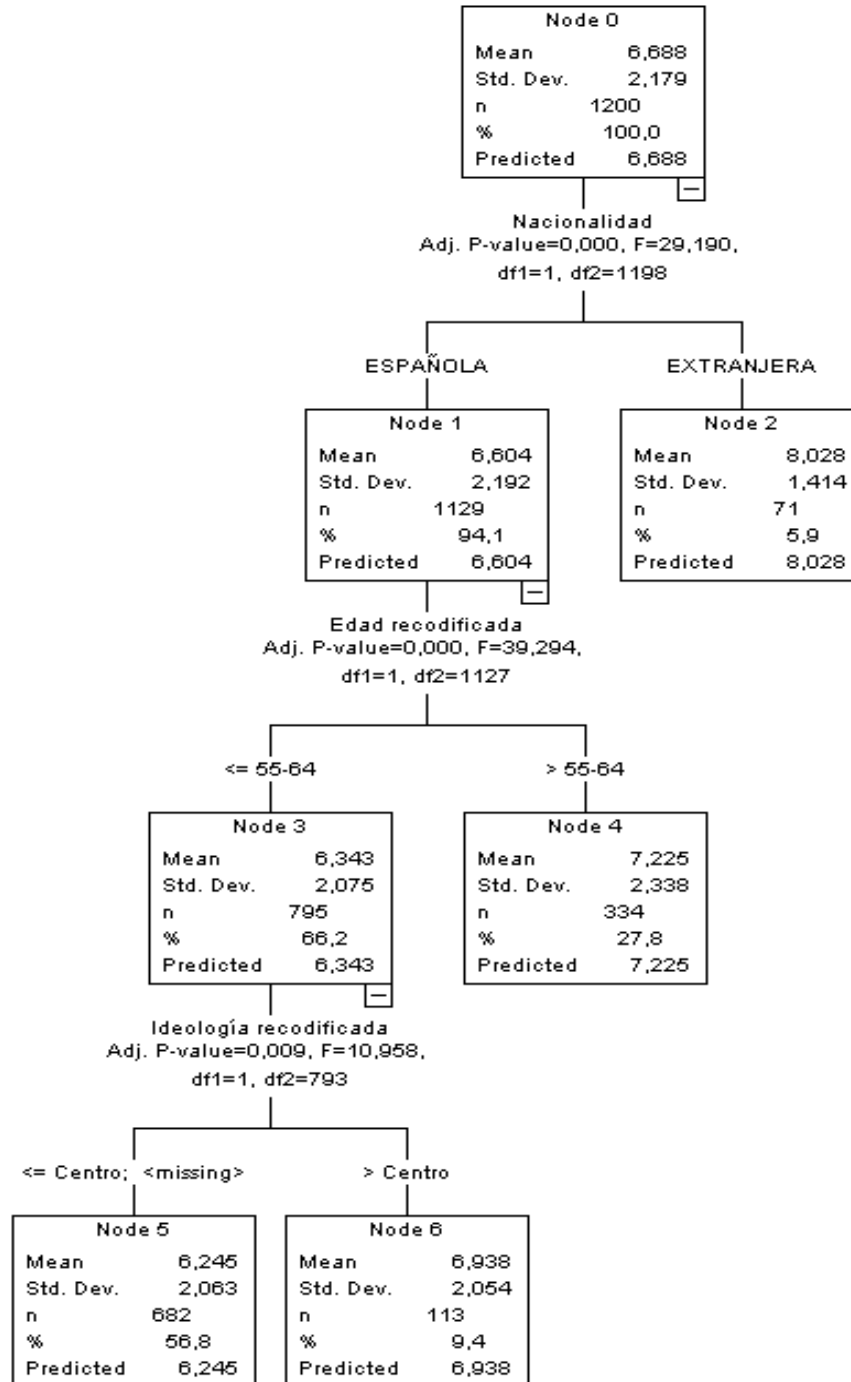 Node 0
Mean 6,688
Std. Dev. 2,179
n 1200
% 100,0
Predicted 6,688
Nacionalidad
Adj. P-value=0,000, F=29,190,
df1=1, df2=1198
ESPAÑOLA
EXTRANJERA
Node 1
Mean 6,604
Std. Dev. 2,192
n 1129
% 94,1
Predicted 6,604
Node 2
Mean 8,028
Std. Dev. 1,414
n 71
% 5,9
Predicted 8,028
Edad recodificada
Adj. P-value=0,000, F=39,294,
df1=1, df2=1127
<= 55-64
> 55-64
Node 3
Mean 6,343
Std. Dev. 2,075
n 795
% 66,2
Predicted 6,343
Node 4
Mean 7,225
Std. Dev. 2,338
n 334
% 27,8
Predicted 7,225
Ideología recodificada
Adj. P-value=0,009, F=10,958,
df1=1, df2=793
<= Centro; <missing>
> Centro
Node 5
Mean 6,245
Std. Dev. 2,063
n 682
% 56,8
Predicted 6,245
Node 6
Mean 6,938
Std. Dev. 2,054
n 113
% 9,4
Predicted 6,938